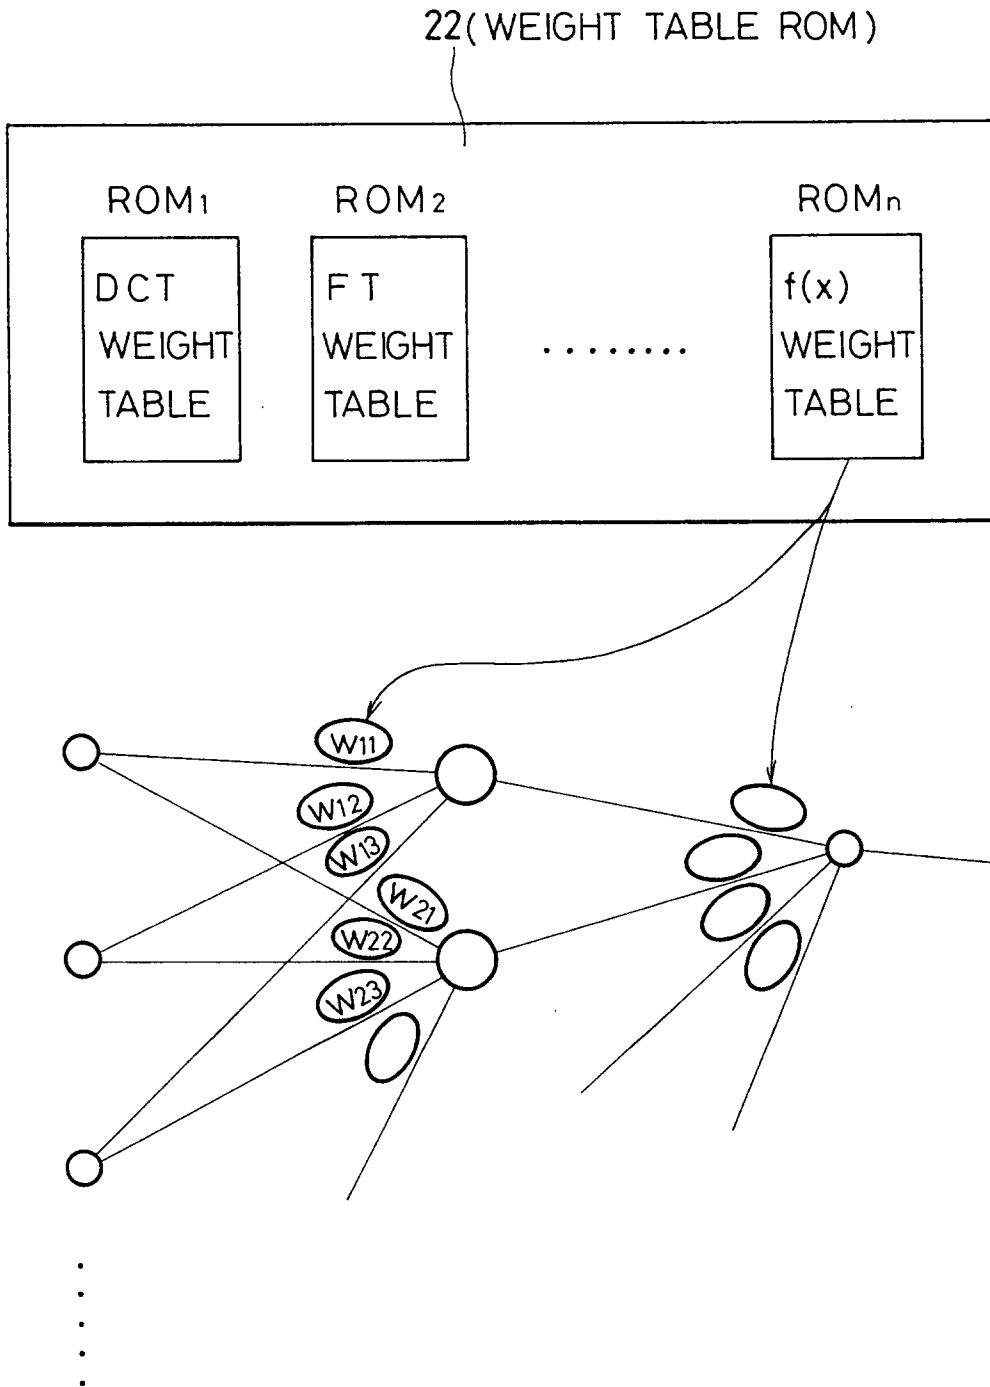 22(WEIGHT TABLE ROM)
ROM1 ROM2 ROMn
DCT
WEIGHT
TABLE
FT
WEIGHT
TABLE
........
f(x)
WEIGHT
TABLE
W11
W12
W13
W21
W22
W23